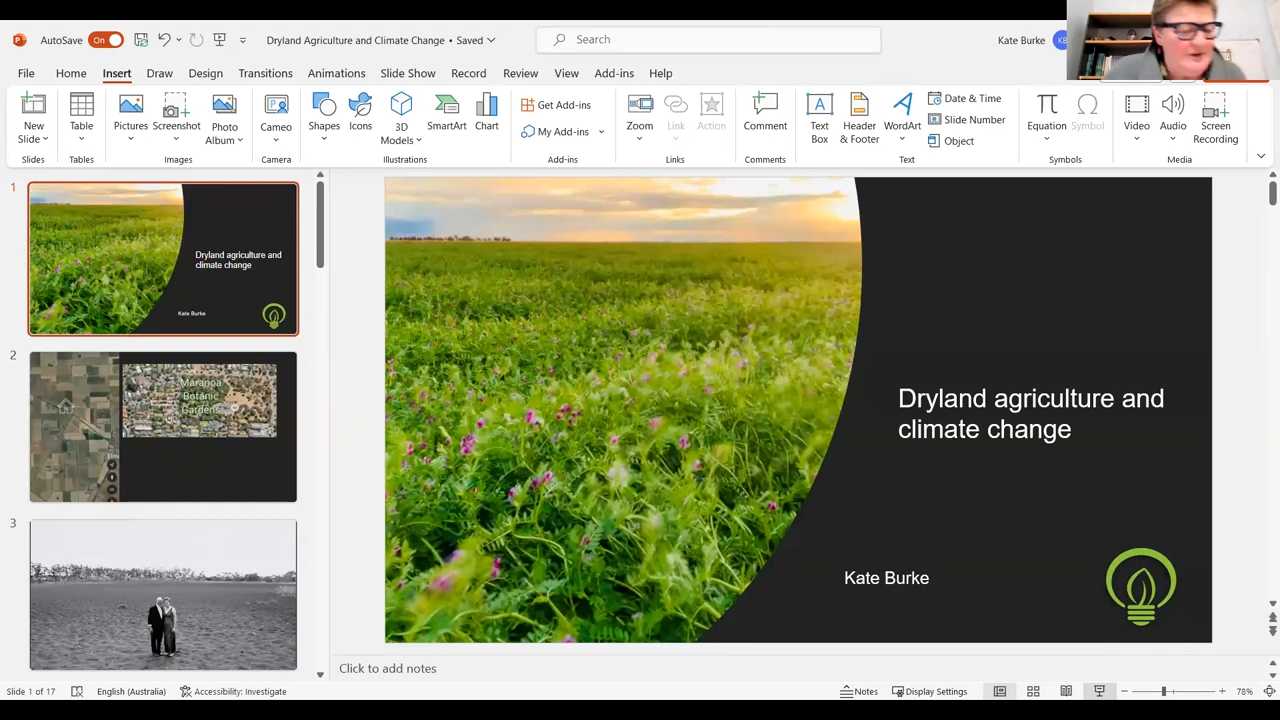 AutoSave
On
Dryland Agriculture and Climate Change • Saved
Search
Kate Burke
KB
File
Home
Insert
Draw
Design
Transitions
Animations
Slide Show
Record
Review
View
Add-ins
Help
New
Slide
Slides
Table
Tables
Pictures
Screenshot
Photo
Album
Images
Cameo
Camera
Shapes
Icons
3D
Models
SmartArt
Chart
Illustrations
Get Add-ins
My Add-ins
Add-ins
Zoom
Link
Action
Links
Comment
Comments
Text
Box
Header
& Footer
WordArt
Date & Time
Slide Number
Object
Text
Equation
Symbol
Symbols
Video
Audio
Screen
Recording
Media
1
Dryland agriculture and
climate change
Kate Burke
2
Maranoa
Botanic
Gardens
3
Dryland agriculture and
climate change
Kate Burke
Click to add notes
Slide 1 of 17
English (Australia)
Accessibility: Investigate
Notes
Display Settings
78%